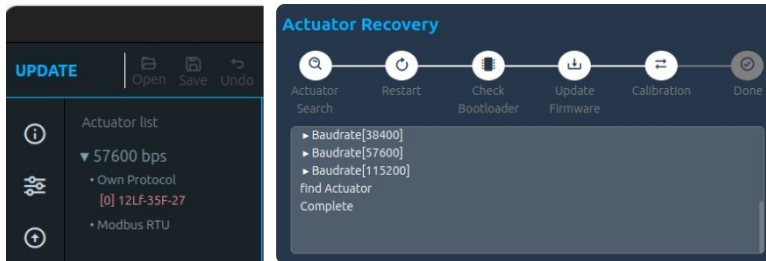 UPDATE
Open Save Undo
Actuator list
▼ 57600 bps
• Own Protocol
[0] 12Lf-35F-27
• Modbus RTU
Actuator Recovery
Actuator Search
Restart
Check Bootloader
Update Firmware
Calibration
Done
► Baudrate[38400]
► Baudrate[57600]
► Baudrate[115200]
find Actuator
Complete